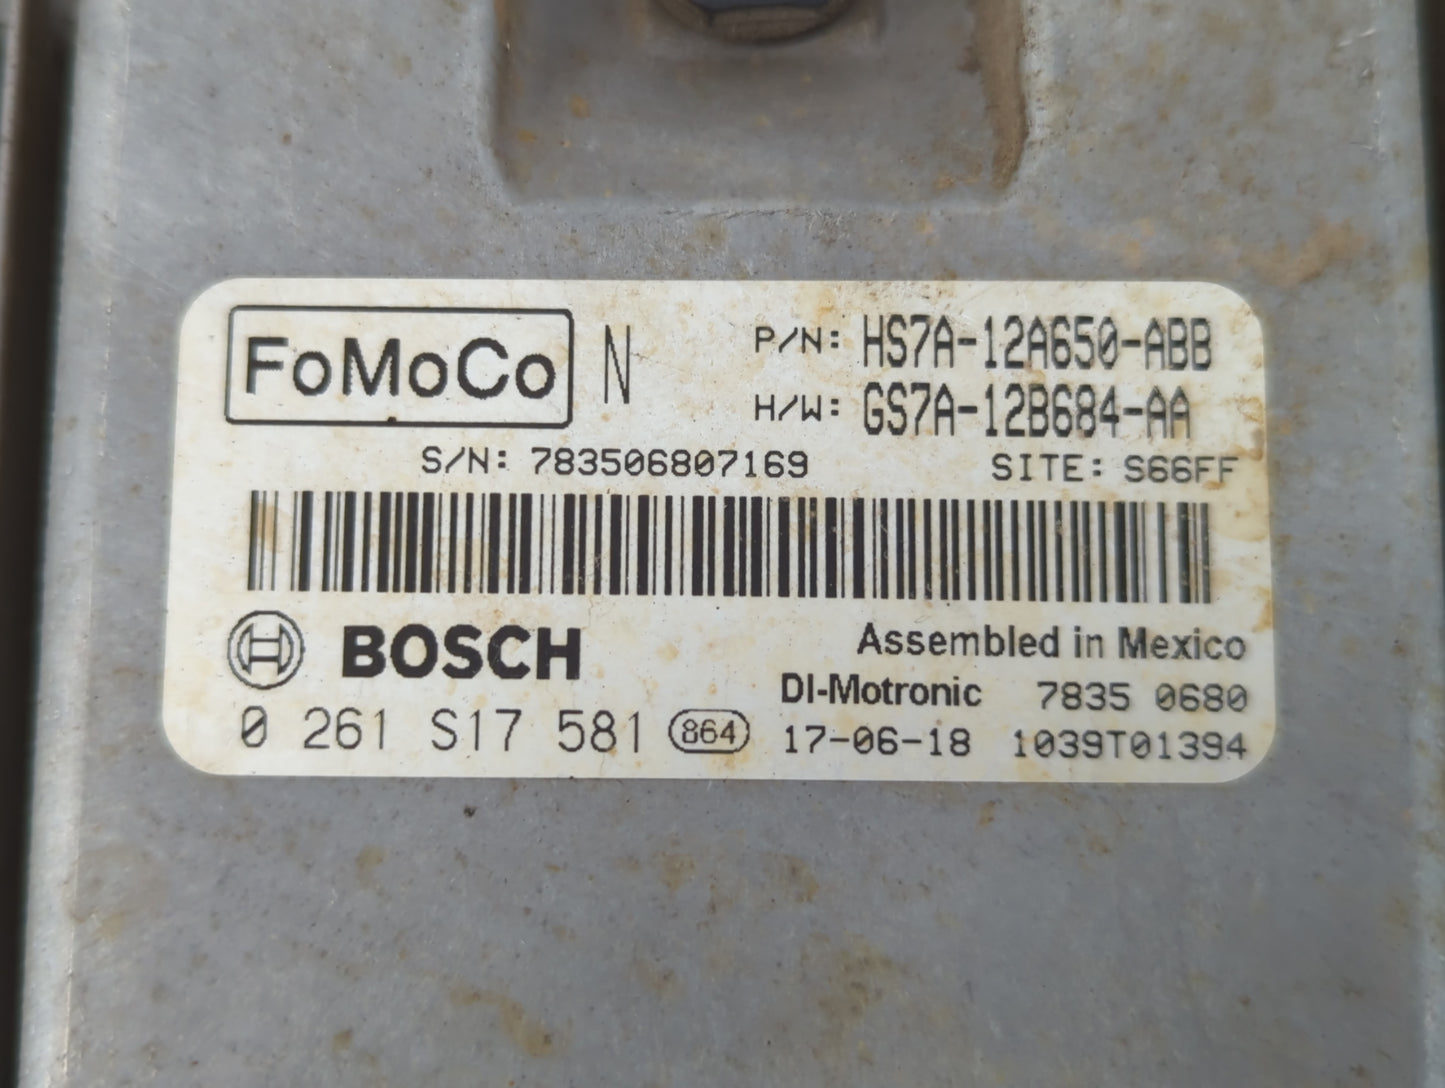 FoMoCo N P/N: HS7A-12A650-ABB
H/W: GS7A-12B684-AA
S/N: 783506807169 SITE: S66FF
BOSCH Assembled in Mexico
DI-Motronic 7835 0680
0 261 S17 581 864 17-06-18 1039T01394